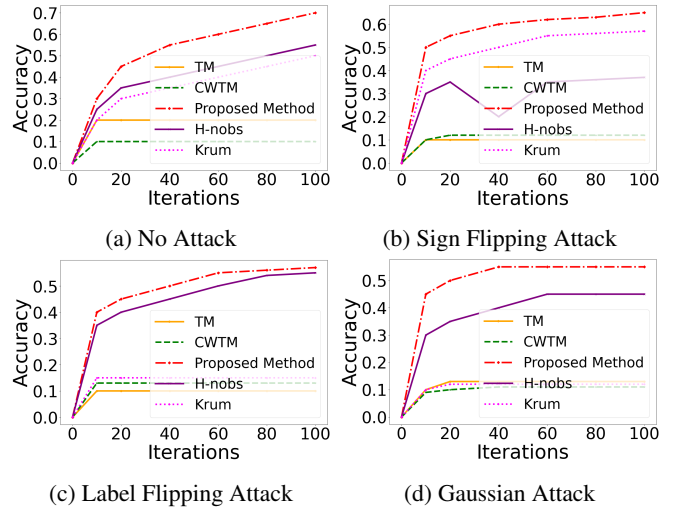 0.7
0.6
0.5
0.4
0.3
0.2
0.1
0.0
Accuracy
TM
CWTM
Proposed Method
H-nobs
Krum
0 20 40 60 80 100
Iterations
(a) No Attack
0.6
0.5
0.4
0.3
0.2
0.1
0.0
Accuracy
TM
CWTM
Proposed Method
H-nobs
Krum
0 20 40 60 80 100
Iterations
(b) Sign Flipping Attack
0.5
0.4
0.3
0.2
0.1
0.0
Accuracy
TM
CWTM
Proposed Method
H-nobs
Krum
0 20 40 60 80 100
Iterations
(c) Label Flipping Attack
0.5
0.4
0.3
0.2
0.1
0.0
Accuracy
TM
CWTM
Proposed Method
H-nobs
Krum
0 20 40 60 80 100
Iterations
(d) Gaussian Attack